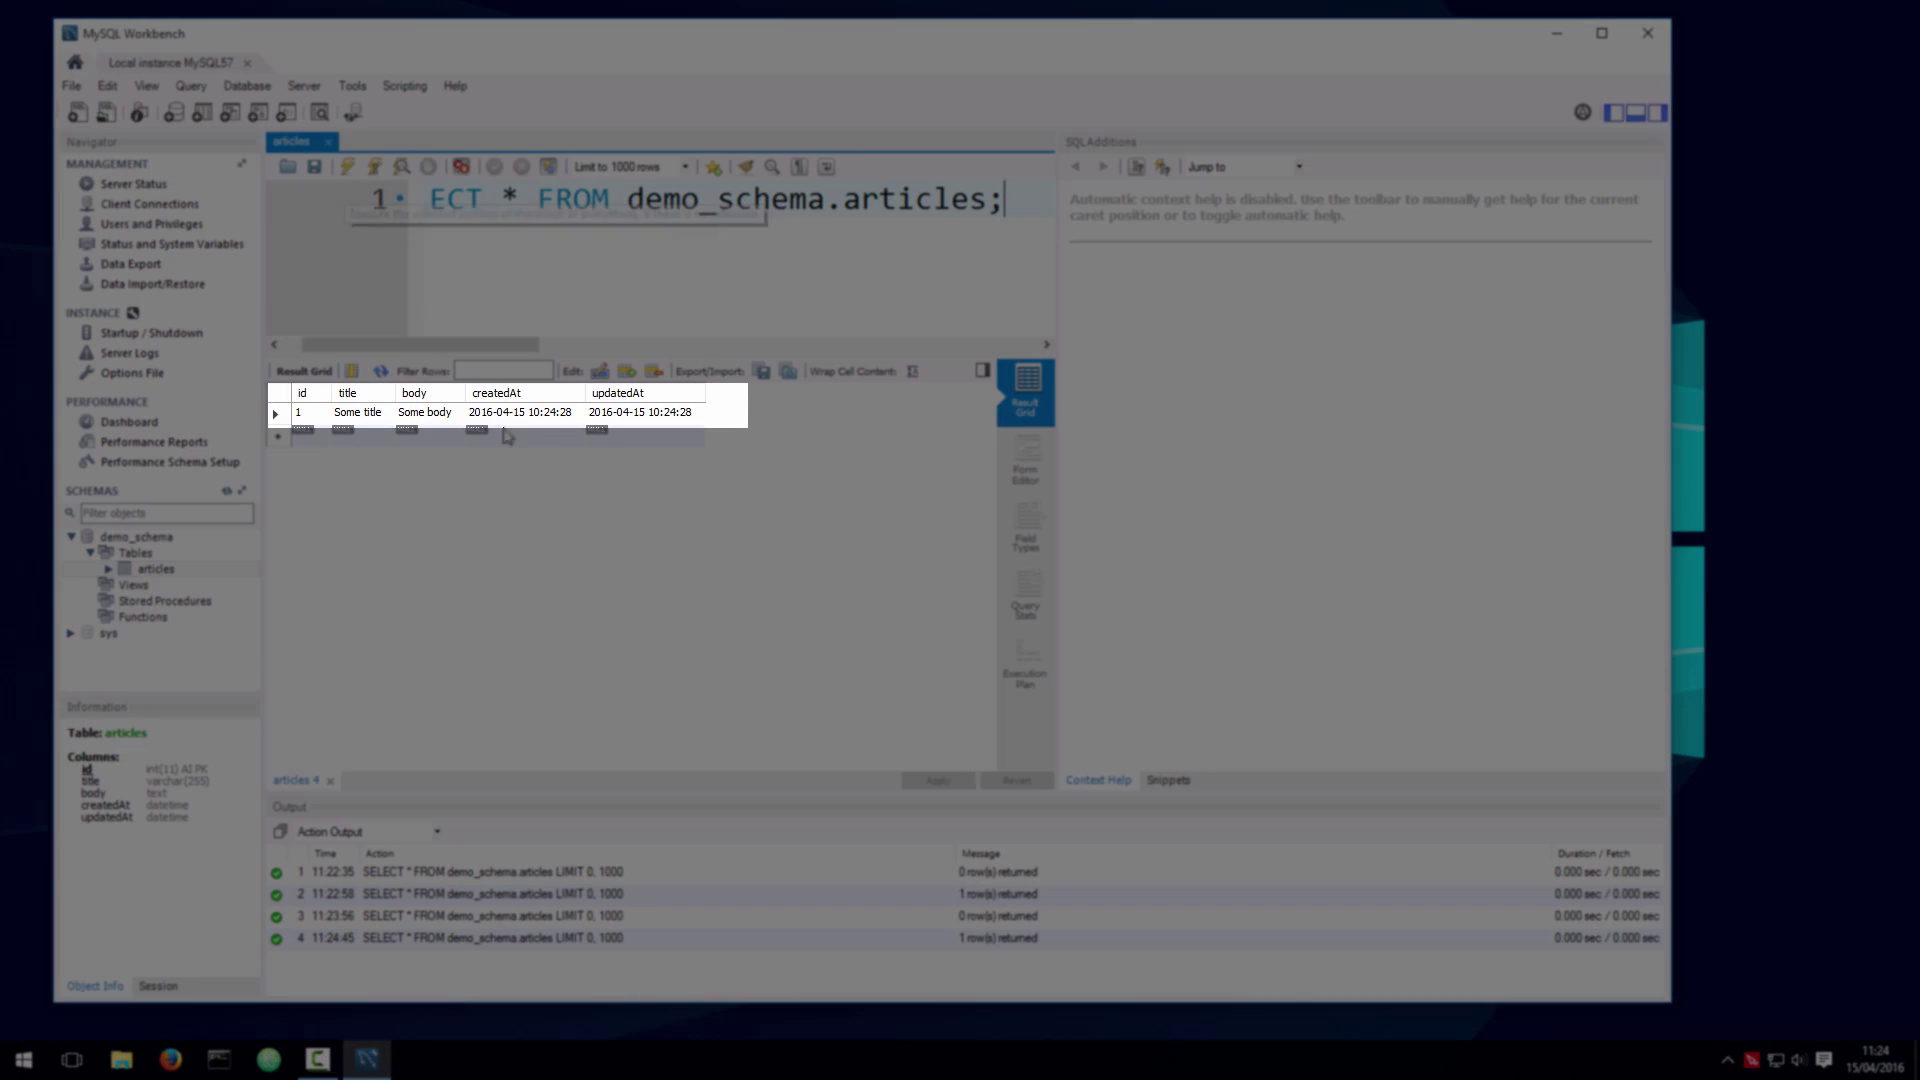 MySQL Workbench
Local instance MySQL57
File Edit View Query Database Server Tools Scripting Help
Navigator
MANAGEMENT
Server Status
Client Connections
Users and Privileges
Status and System Variables
Data Export
Data Import/Restore
INSTANCE
Startup / Shutdown
Server Logs
Options File
PERFORMANCE
Dashboard
Performance Reports
Performance Schema Setup
SCHEMAS
Filter objects
demo_schema
Tables
articles
Views
Stored Procedures
Functions
sys
Information
Table: articles
Columns:
id int(11) AI PK
title varchar(255)
body text
createdAt datetime
updatedAt datetime
Object Info Session
articles
Limit to 1000 rows
1 ECT * FROM demo_schema.articles;
Result Grid Filter Rows: Edit: Export/Import: Wrap Cell Content:
id title body createdAt updatedAt
1 Some title Some body 2016-04-15 10:24:28 2016-04-15 10:24:28
Result Grid
Form Editor
Field Types
Query Stats
Execution Plan
articles 4
Apply Revert
SQLAdditions
Jump to
Automatic context help is disabled. Use the toolbar to manually get help for the current
caret position or to toggle automatic help.
Context Help Snippets
Output
Action Output
Time Action Message Duration / Fetch
1 11:22:35 SELECT * FROM demo_schema.articles LIMIT 0, 1000 0 row(s) returned 0.000 sec / 0.000 sec
2 11:22:58 SELECT * FROM demo_schema.articles LIMIT 0, 1000 1 row(s) returned 0.000 sec / 0.000 sec
3 11:23:56 SELECT * FROM demo_schema.articles LIMIT 0, 1000 0 row(s) returned 0.000 sec / 0.000 sec
4 11:24:45 SELECT * FROM demo_schema.articles LIMIT 0, 1000 1 row(s) returned 0.000 sec / 0.000 sec
11:24
15/04/2016